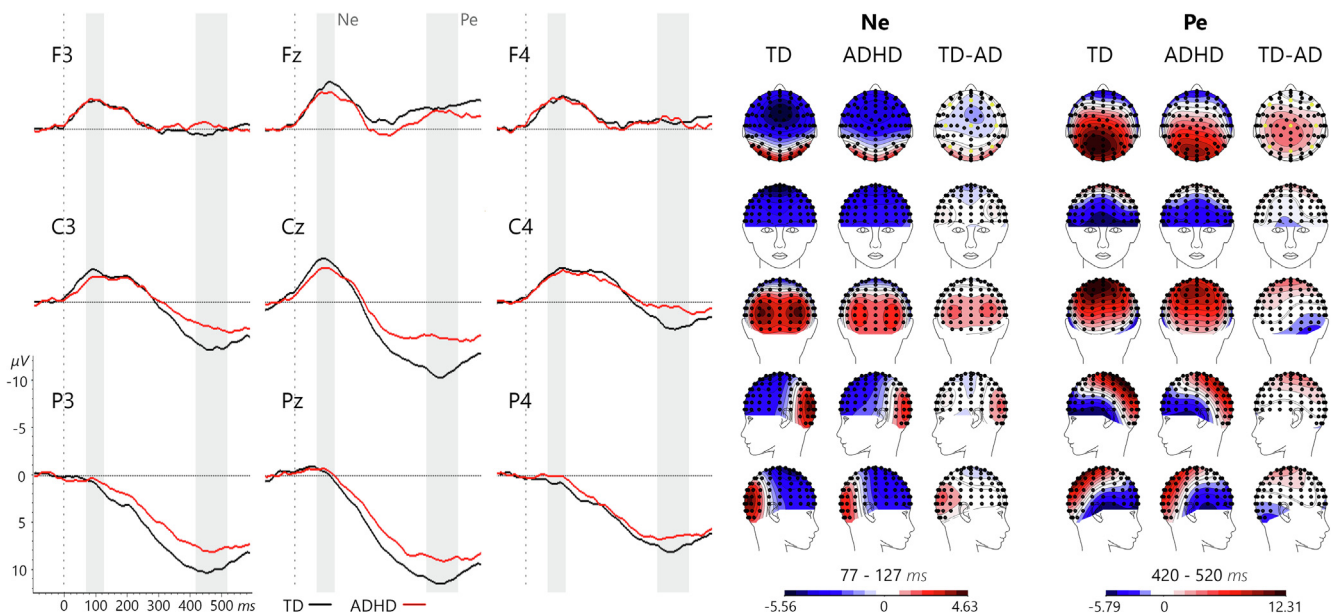 Ne Pe
F3 Fz F4
C3 Cz C4
µV
-10
-5
0
5
10
P3 Pz P4
0 100 200 300 400 500 ms
TD ADHD
Ne Pe
TD ADHD TD-AD TD ADHD TD-AD
77 - 127 ms 420 - 520 ms
-5.56 0 4.63 -5.79 0 12.31